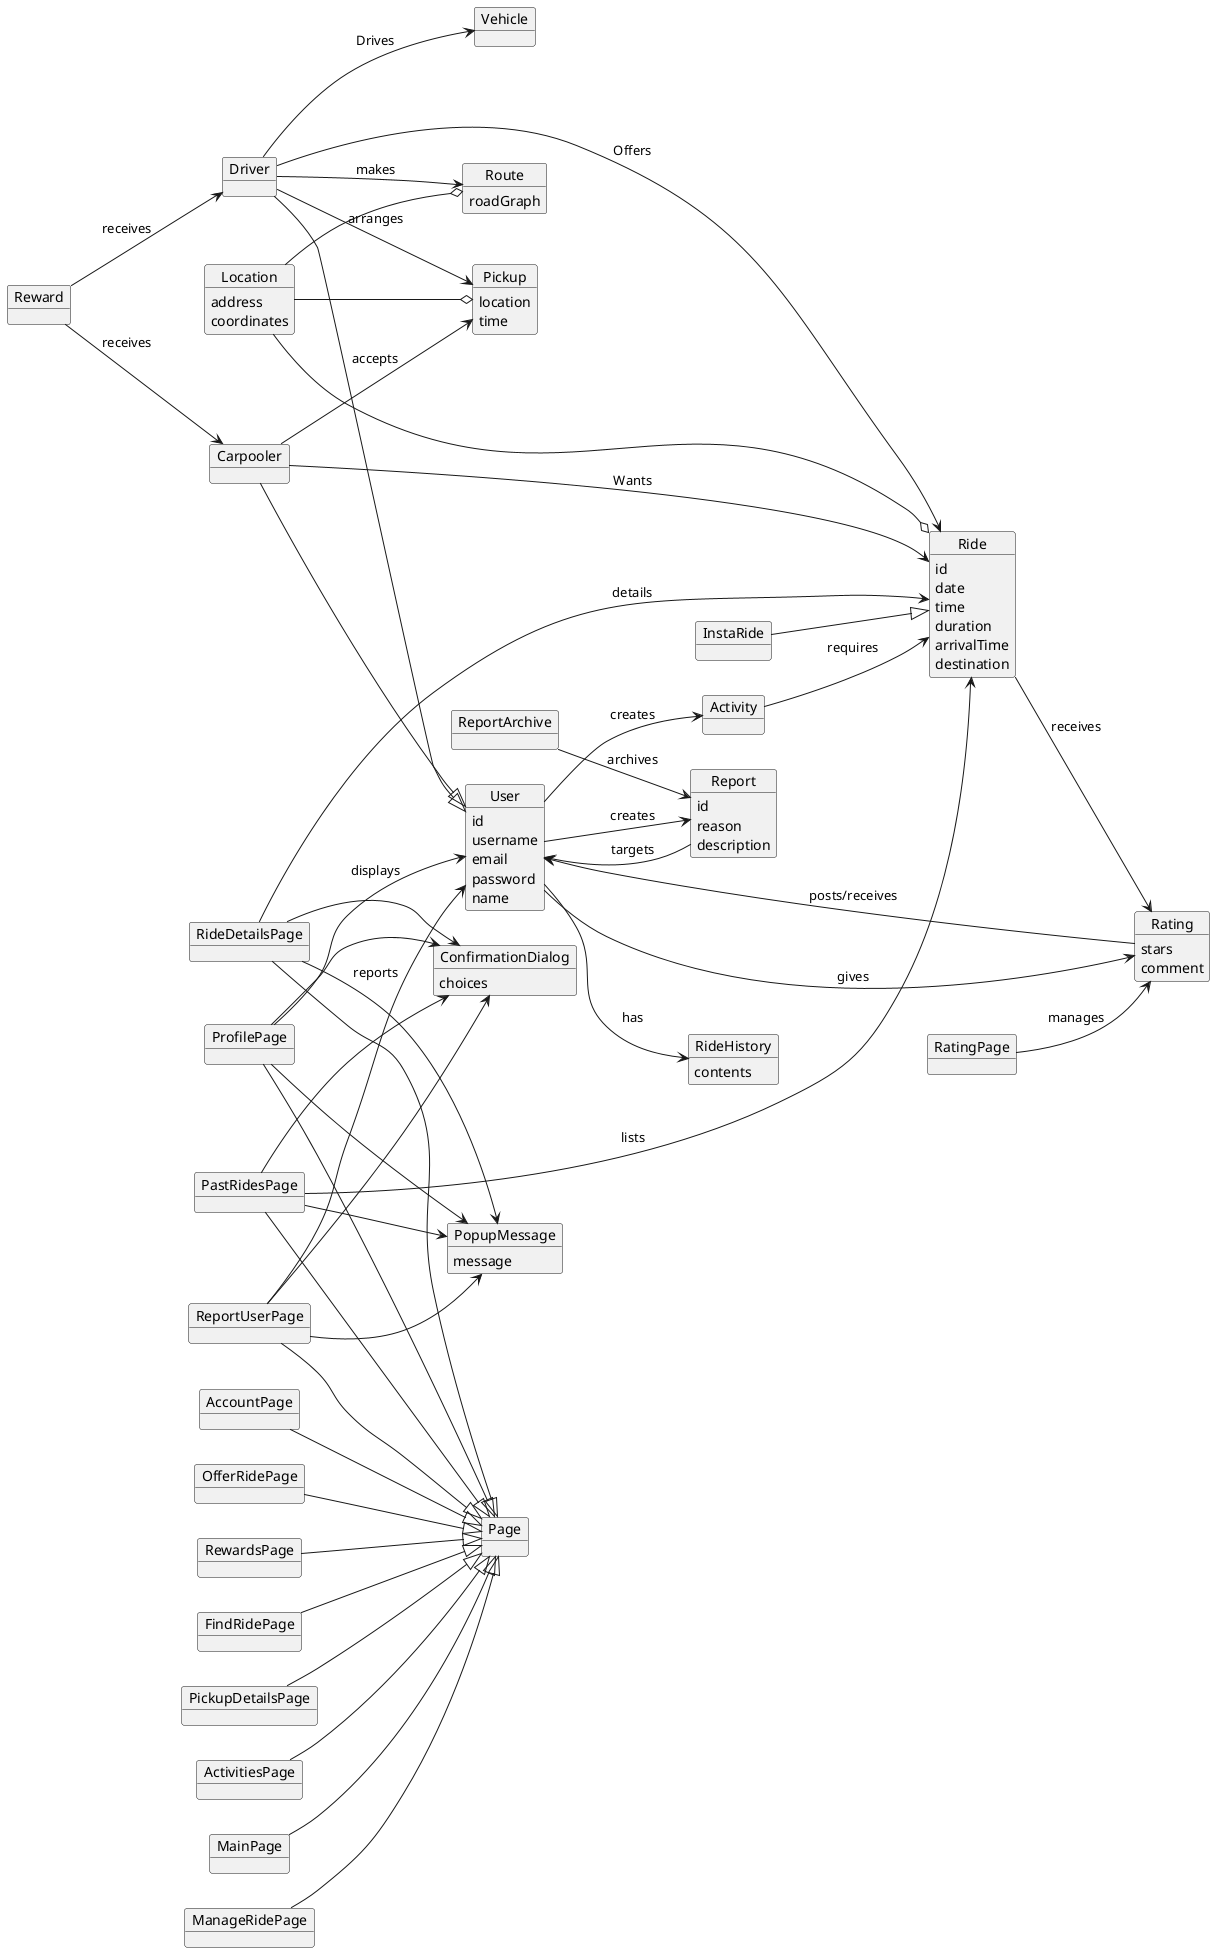 Vehicle
Drives
Offers
Driver
makes
Route
roadGraph
receives
arranges
Location
address
coordinates
Pickup
location
time
Reward
receives
accepts
Carpooler
Wants
Ride
id
date
time
duration
arrivalTime
destination
details
InstaRide
requires
ReportArchive
creates
Activity
archives
receives
User
id
username
email
password
name
creates
Report
id
reason
description
targets
displays
posts/receives
RideDetailsPage
ConfirmationDialog
choices
reports
gives
Rating
stars
comment
ProfilePage
has
RideHistory
contents
manages
RatingPage
PastRidesPage
lists
PopupMessage
message
ReportUserPage
AccountPage
OfferRidePage
Page
RewardsPage
FindRidePage
PickupDetailsPage
ActivitiesPage
MainPage
ManageRidePage